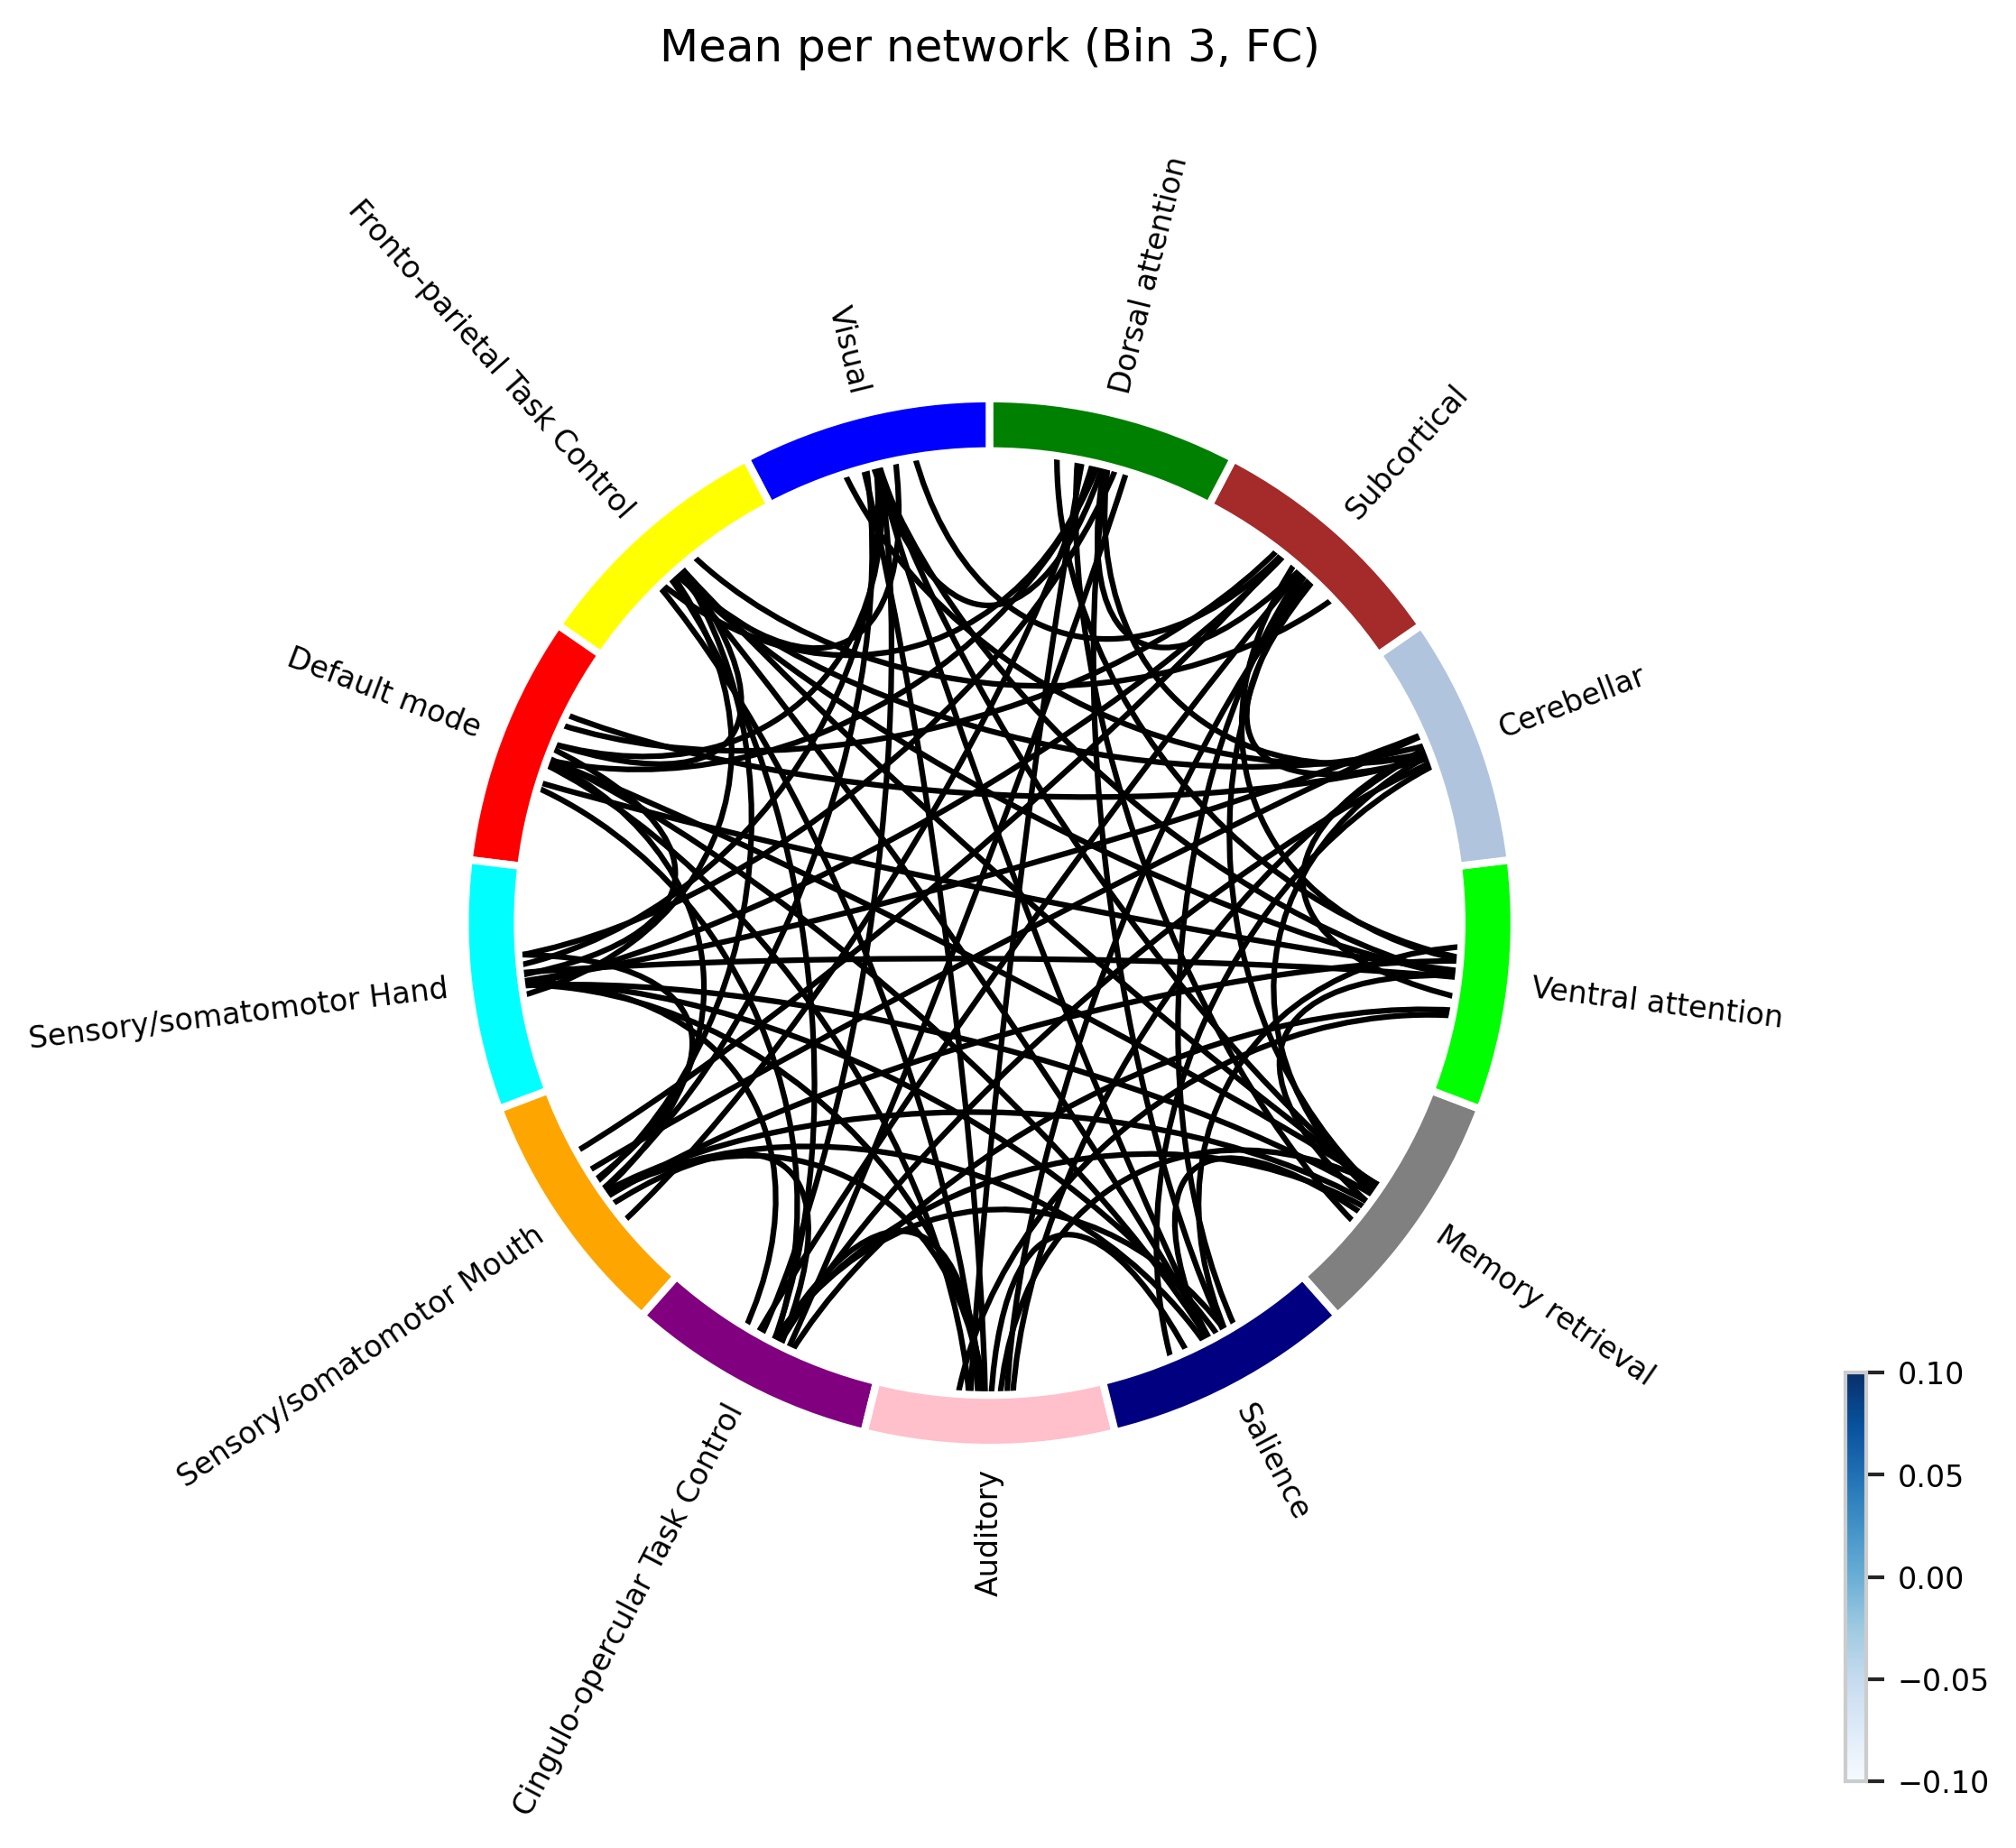 Mean per network (Bin 3, FC)
Dorsal attention
Visual
Fronto-parietal Task Control
Subcortical
Default mode
Cerebellar
Sensory/somatomotor Hand
Ventral attention
Sensory/somatomotor Mouth
Memory retrieval
Cingulo-opercular Task Control
Auditory
Salience
0.10
0.05
0.00
−0.05
−0.10